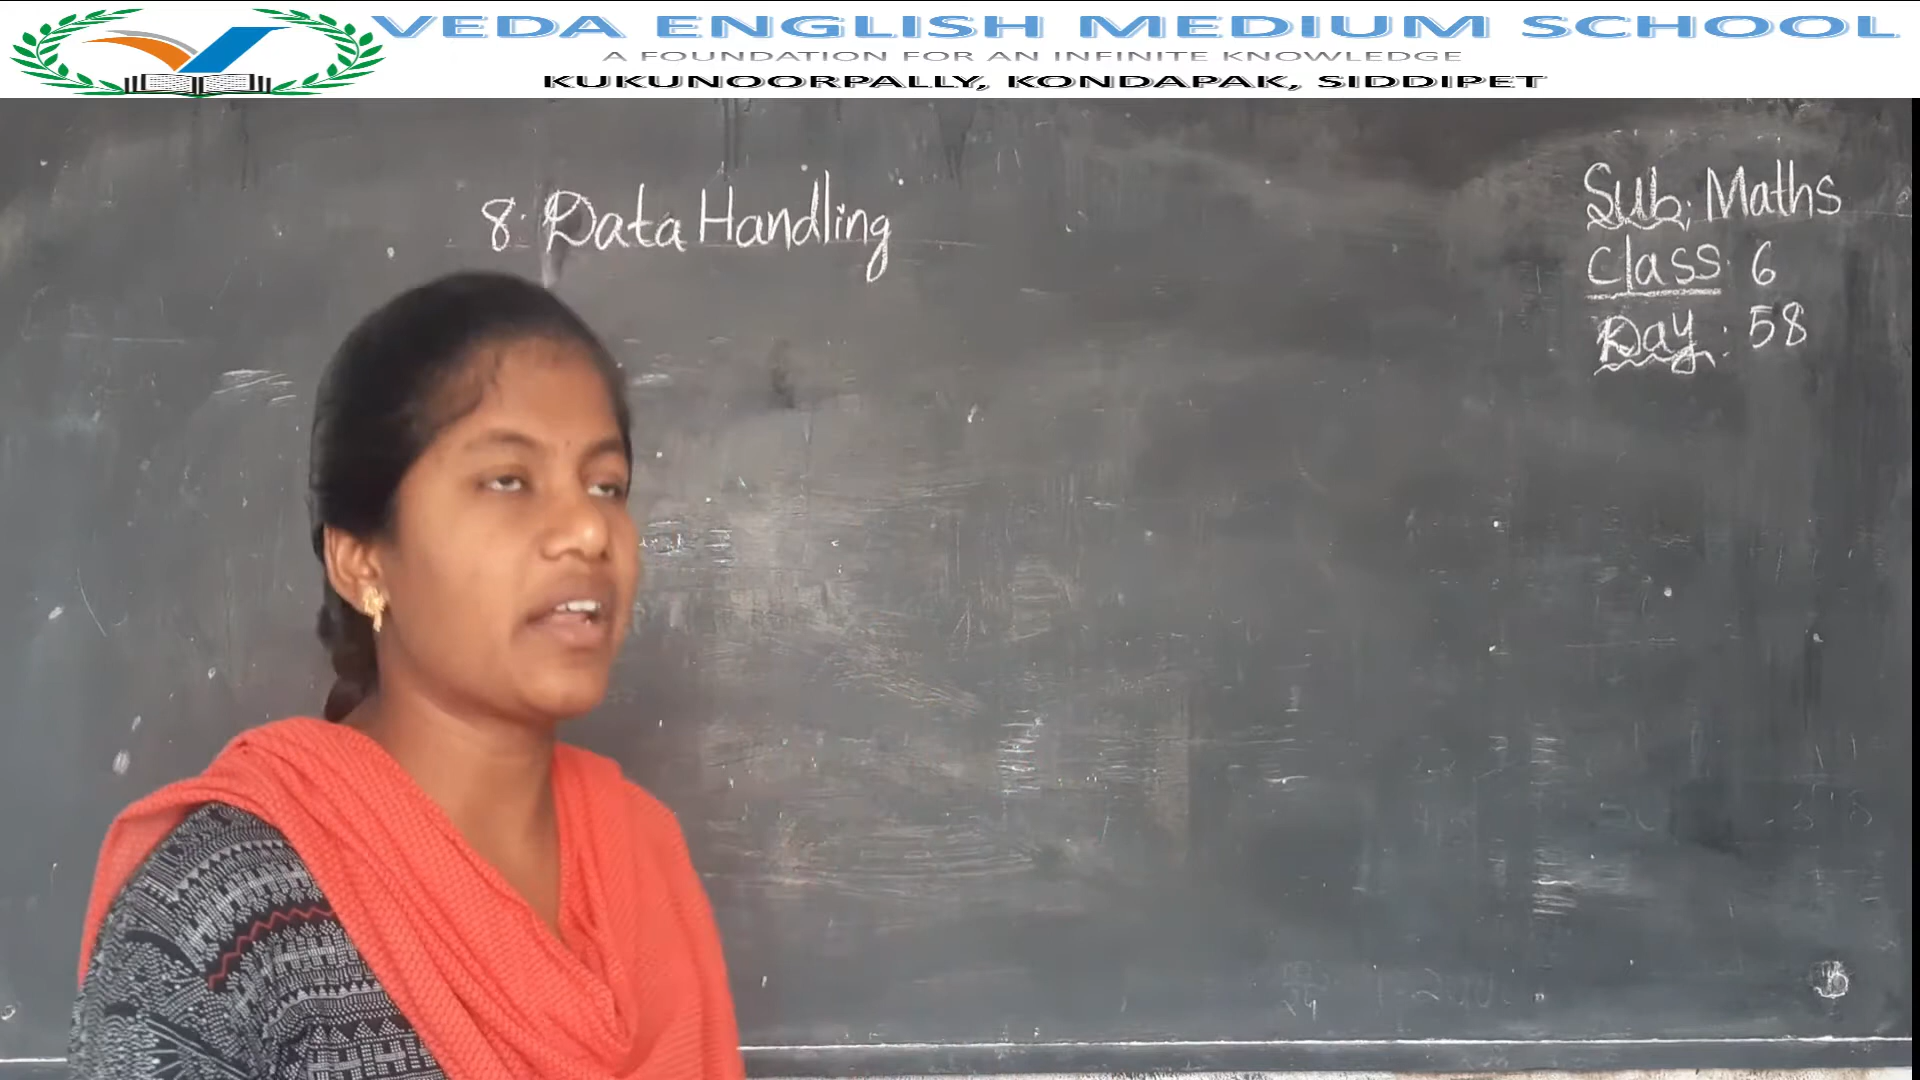 VEDA ENGLISH MEDIUM SCHOOL
A FOUNDATION FOR AN INFINITE KNOWLEDGE
KUKUNOORPALLY, KONDAPAK, SIDDIPET
8. Data Handling
Sub: Maths
Class: 6
Day: 58